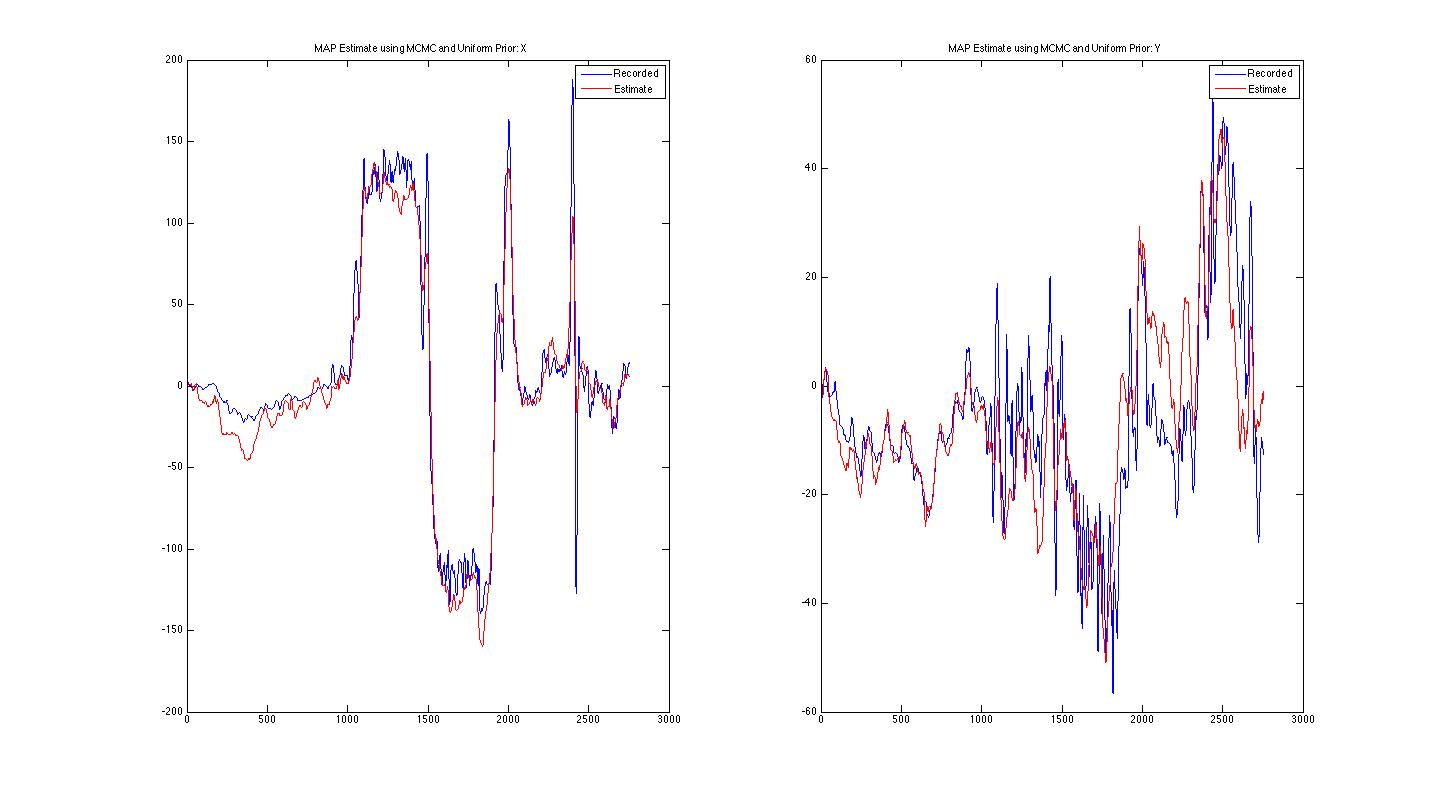 MAP Estimate using MCMC and Uniform Prior: X
200
150
100
50
0
-50
-100
-150
-200
0 500 1000 1500 2000 2500 3000
Recorded
Estimate
MAP Estimate using MCMC and Uniform Prior: Y
60
40
20
0
-20
-40
-60
0 500 1000 1500 2000 2500 3000
Recorded
Estimate